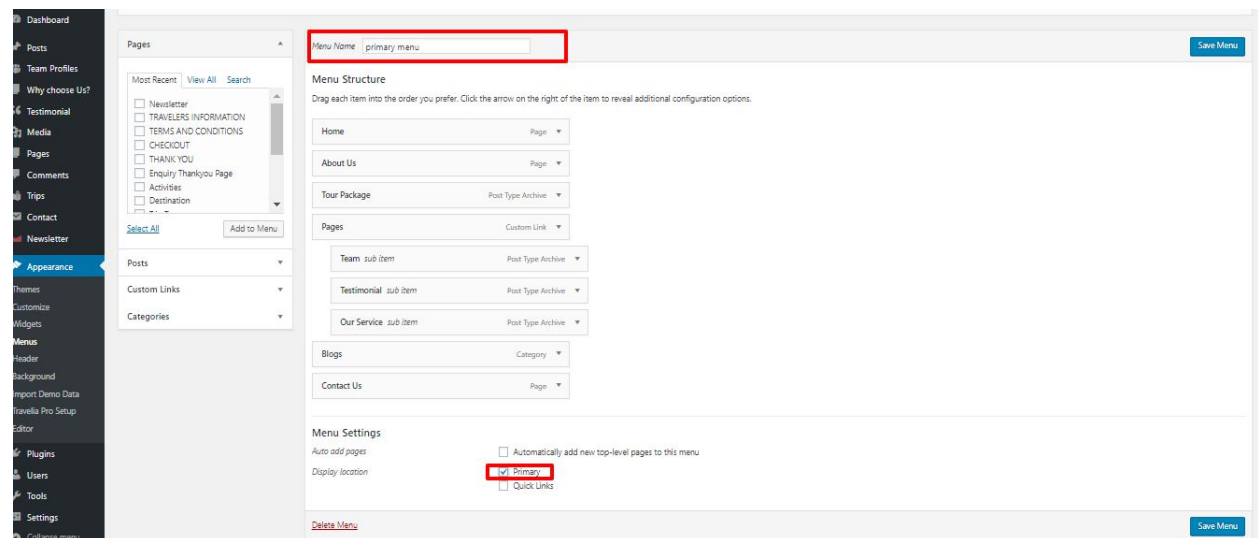 Dashboard
Posts
Team Profiles
Why choose Us?
Testimonial
Media
Pages
Comments
Trips
Contact
Newsletter
Appearance
Themes
Customize
Widgets
Menus
Header
Background
Import Demo Data
Travelia Pro Setup
Editor
Plugins
Users
Tools
Settings
Collapse menu
Pages
Most Recent View All Search
Newsletter
TRAVELERS INFORMATION
TERMS AND CONDITIONS
CHECKOUT
THANK YOU
Enquiry Thankyou Page
Activities
Destination
Select All Add to Menu
Posts
Custom Links
Categories
Menu Name primary menu Save Menu
Menu Structure
Drag each item into the order you prefer. Click the arrow on the right of the item to reveal additional configuration options.
Home Page
About Us Page
Tour Package Post Type Archive
Pages Custom Link
Team sub item Post Type Archive
Testimonial sub item Post Type Archive
Our Service sub item Post Type Archive
Blogs Category
Contact Us Page
Menu Settings
Auto add pages Automatically add new top-level pages to this menu
Display location Primary
Quick Links
Delete Menu Save Menu